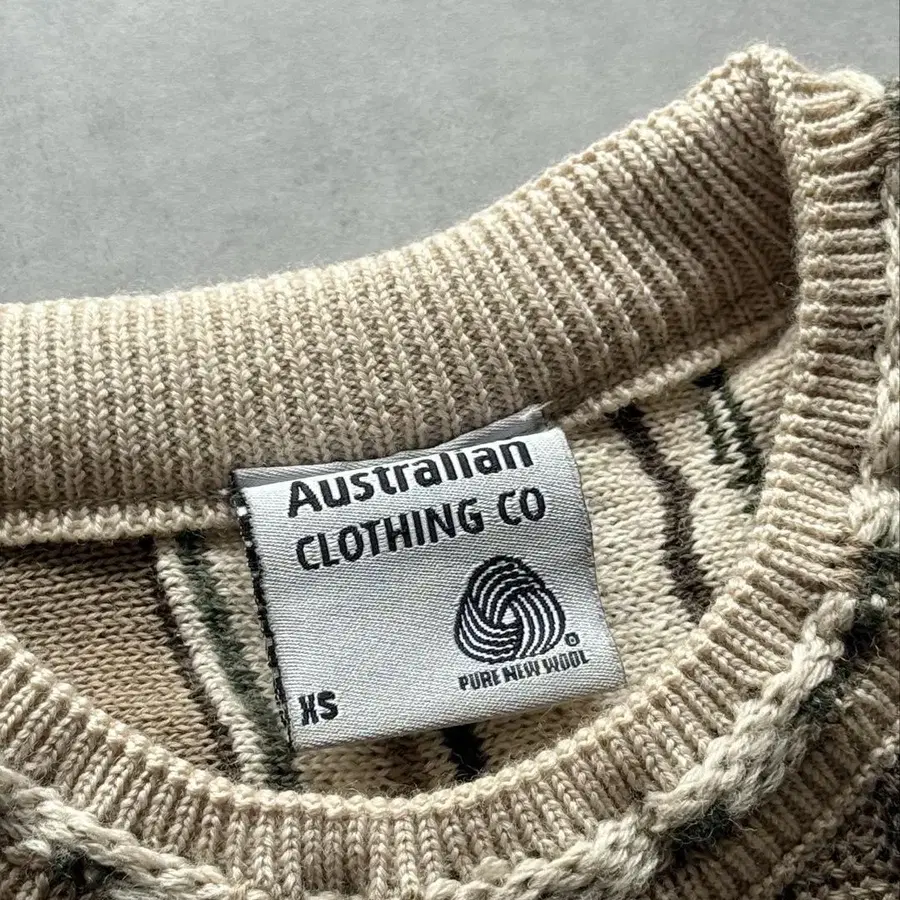 Australian
CLOTHING CO
PURE NEW WOOL
XS